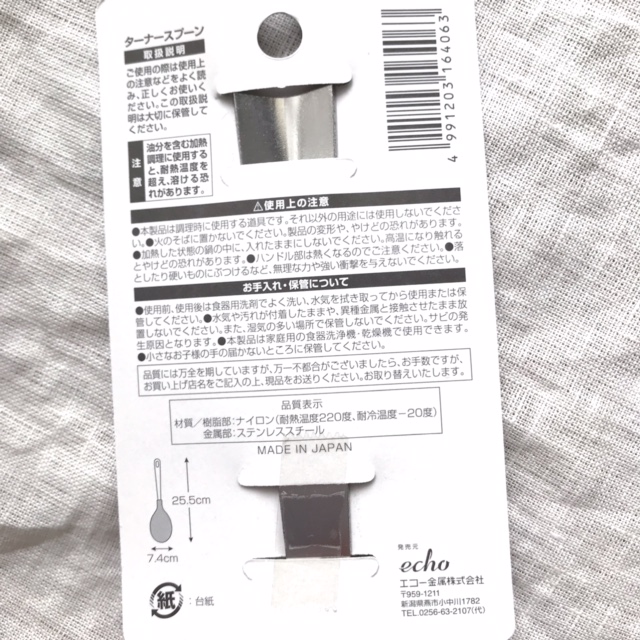 ターナースプーン
取扱説明
ご使用の際は使用上
の注意などをよく読
み、正しくお使いく
ださい。この取扱説
明は大切に保管して
ください。
注意
油分を含む加熱
調理に使用する
と、耐熱温度を
超え、溶ける恐
れがあります。
4 991203 164063
⚠使用上の注意
●本製品は調理時に使用する道具です。それ以外の用途には使用しないでくださ
い。●火のそばに置かないでください。製品の変形や、やけどの恐れがあります。
●加熱した状態の鍋の中に、入れたままにしないでください。高温になり触れる
とやけどの恐れがあります。●ハンドル部は熱くなるのでご注意ください。●落
としたり硬いものにぶつけるなど、無理な力や強い衝撃を与えないでください。
お手入れ・保管について
●使用前、使用後は食器用洗剤でよく洗い、水気を拭き取ってから使用または保
管してください。●水気や汚れが付着したままや、異種金属と接触させたまま放
置しないでください。また、湿気の多い場所で保管しないでください。サビの発
生原因となります。●本製品は家庭用の食器洗浄機・乾燥機で使用できます。
●小さなお子様の手の届かないところに保管してください。
品質には万全を期していますが、万一不都合がございましたら、お手数ですが、
お買い上げ店名をご記入の上、現品をお送りください。お取り替えいたします。
品質表示
材質/樹脂部:ナイロン(耐熱温度220度、耐冷温度-20度)
金属部:ステンレススチール
MADE IN JAPAN
25.5cm
7.4cm
紙:台紙
発売元
echo
エコー金属株式会社
〒959-1211
新潟県燕市小中川1782
TEL.0256-63-2107(代)